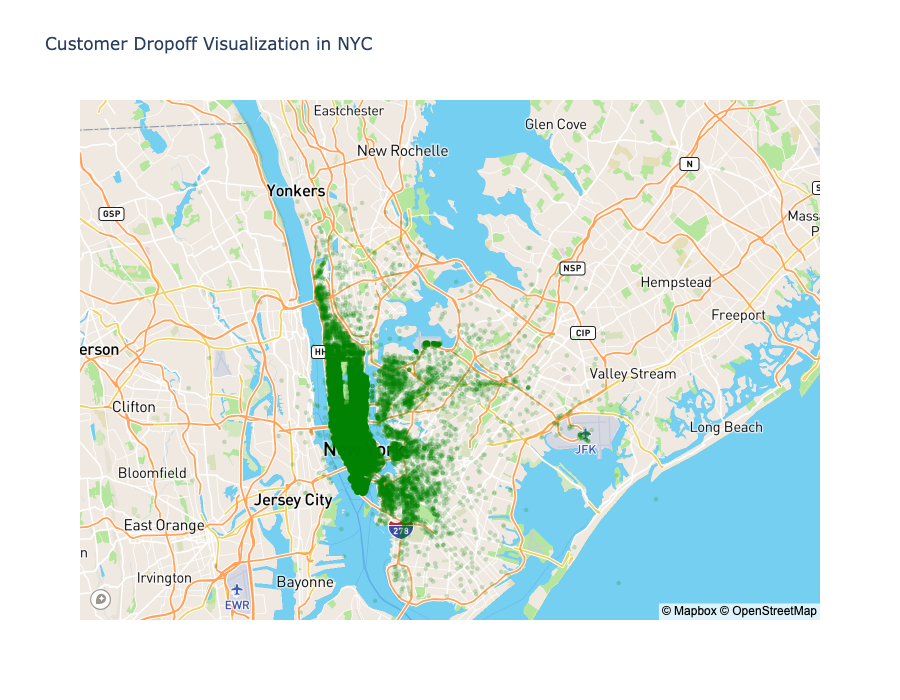 Customer Dropoff Visualization in NYC
Eastchester
Glen Cove
New Rochelle
N
Yonkers
GSP
Mass
P
NSP
Hempstead
Freeport
CIP
erson
HH
Valley Stream
Clifton
Long Beach
JFK
Bloomfield
Jersey City
East Orange
278
n
Irvington
Bayonne
EWR
© Mapbox © OpenStreetMap